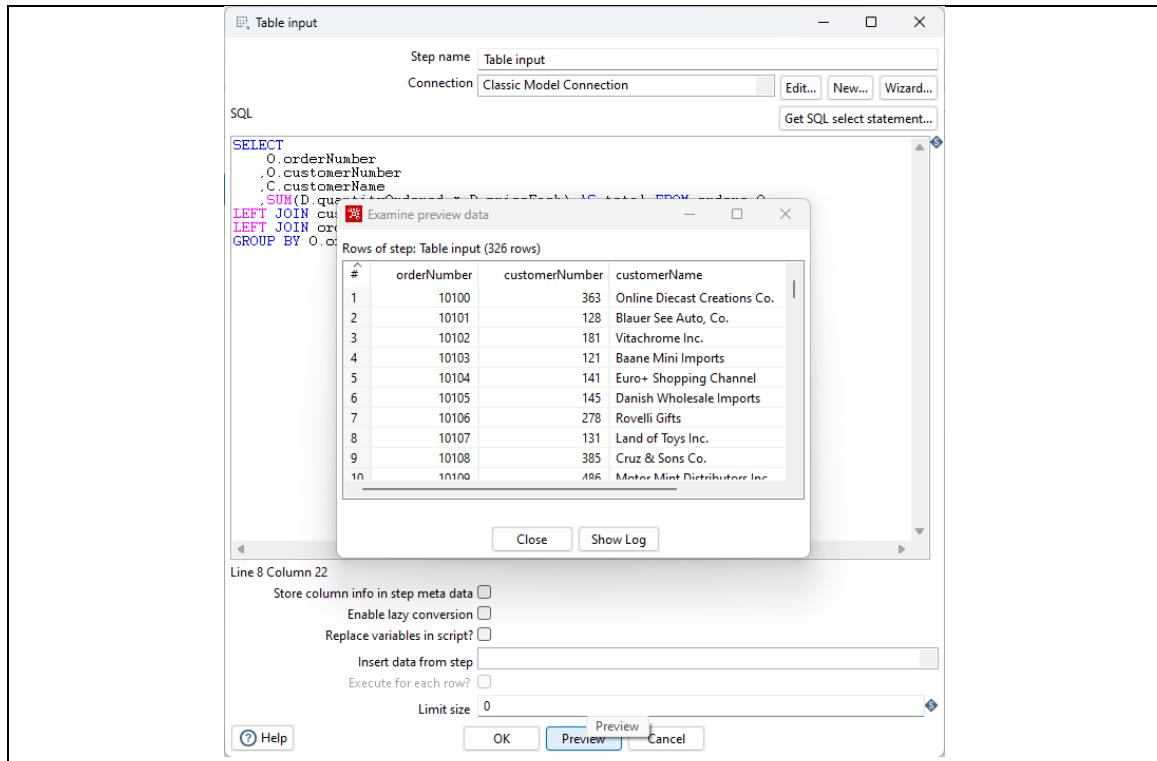 Table input
Step name Table input
Connection Classic Model Connection Edit... New... Wizard...
SQL Get SQL select statement...
SELECT
O.orderNumber
,O.customerNumber
,C.customerName
LEFT JOIN
LEFT JOIN
GROUP BY
Examine preview data
Rows of step: Table input (326 rows)
# orderNumber customerNumber customerName
1 10100 363 Online Diecast Creations Co.
2 10101 128 Blauer See Auto, Co.
3 10102 181 Vitachrome Inc.
4 10103 121 Baane Mini Imports
5 10104 141 Euro+ Shopping Channel
6 10105 145 Danish Wholesale Imports
7 10106 278 Rovelli Gifts
8 10107 131 Land of Toys Inc.
9 10108 385 Cruz & Sons Co.
10 10109 486 Motor Mint Distributors Inc
Close Show Log
Line 8 Column 22
Store column info in step meta data
Enable lazy conversion
Replace variables in script?
Insert data from step
Execute for each row?
Limit size 0
Preview
Help OK Preview Cancel